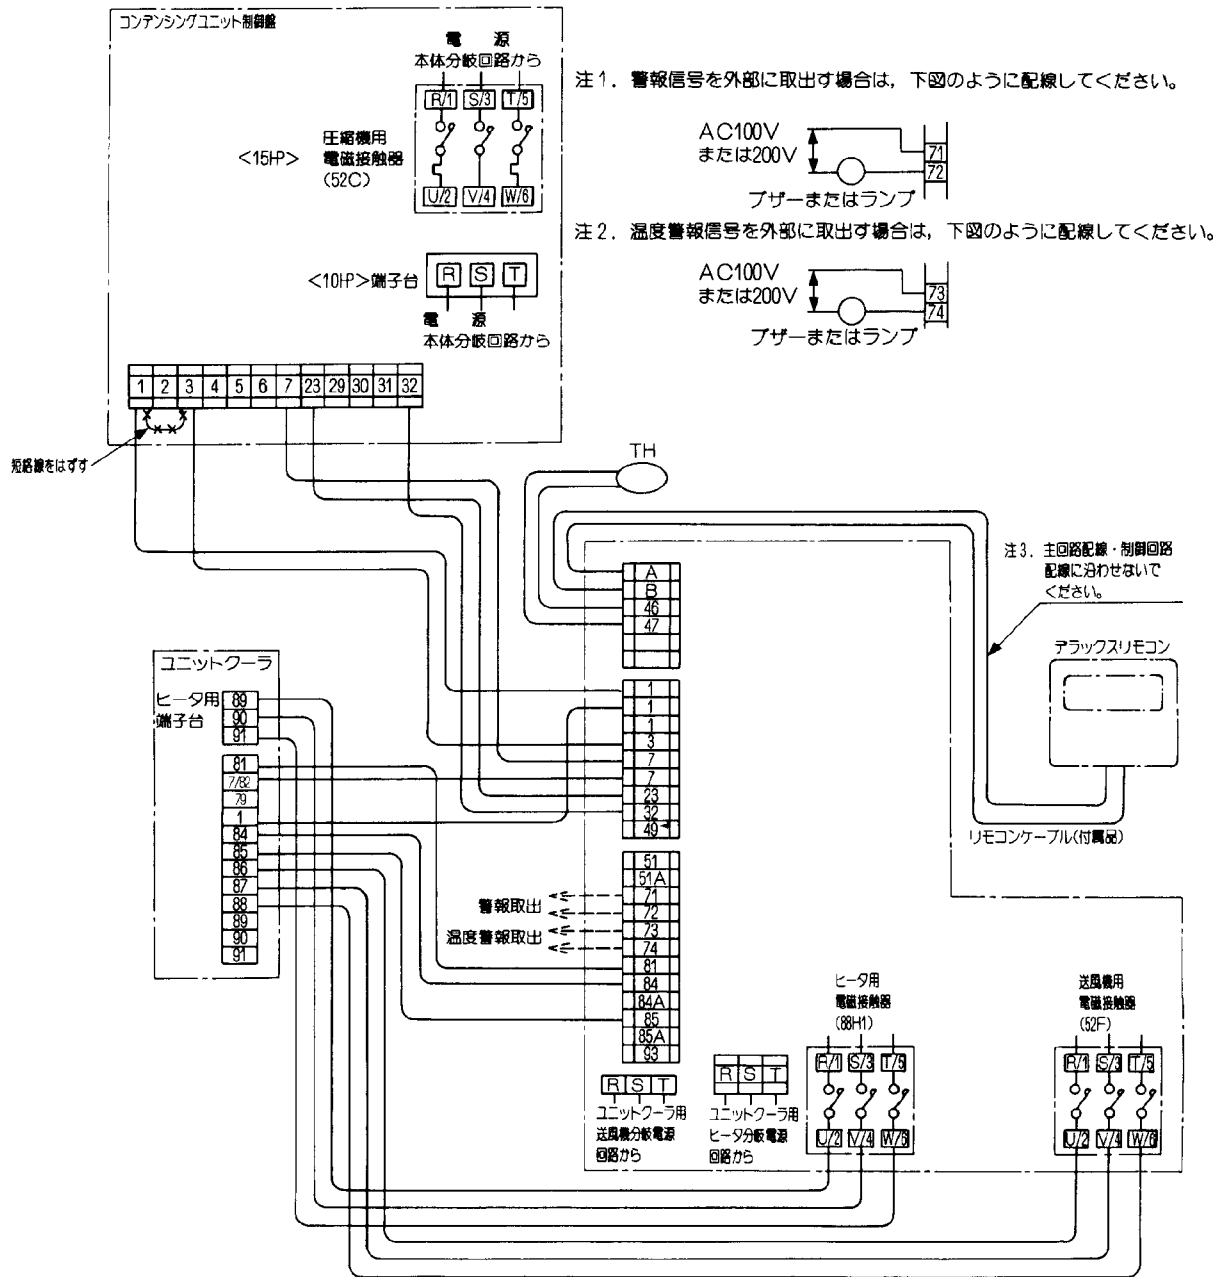 コンデンシングユニット制御盤
電 源
本体分岐回路から
R/1 S/3 T/5
<15HP>
圧縮機用
電磁接触器
(52C)
U/2 V/4 W/6
<10HP>端子台
R S T
電 源
本体分岐回路から
1 2 3 4 5 6 7 23 29 30 31 32
短絡線をはずす
注1. 警報信号を外部に取出す場合は,下図のように配線してください。
AC100V
または200V
71
72
ブザーまたはランプ
注2. 温度警報信号を外部に取出す場合は,下図のように配線してください。
AC100V
または200V
73
74
ブザーまたはランプ
TH
注3. 主回路配線・制御回路
配線に沿わせないで
ください。
デラックスリモコン
リモコンケーブル(付属品)
A
B
46
47
1
1
1
3
7
7
23
32
49
51
51A
71
72
73
74
81
84
84A
85
85A
93
警報取出
温度警報取出
ユニットクーラ
ヒータ用
端子台
89
90
91
81
7/82
79
1
84
85
86
87
88
89
90
91
R S T
ユニットクーラ用
送風機分岐電源
回路から
R S T
ユニットクーラ用
ヒータ分岐電源
回路から
ヒータ用
電磁接触器
(88H1)
R/1 S/3 T/5
U/2 V/4 W/6
送風機用
電磁接触器
(52F)
R/1 S/3 T/5
U/2 V/4 W/6